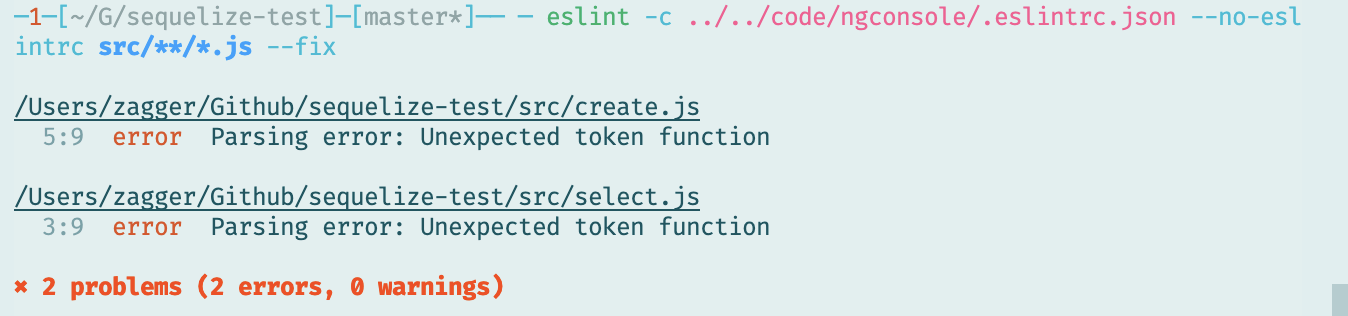 —1—[~/G/sequelize-test]—[master*]—— — eslint -c ../../code/ngconsole/.eslintrc.json --no-esl
intrc src/**/*.js --fix
/Users/zagger/Github/sequelize-test/src/create.js
5:9 error Parsing error: Unexpected token function
/Users/zagger/Github/sequelize-test/src/select.js
3:9 error Parsing error: Unexpected token function
✖ 2 problems (2 errors, 0 warnings)